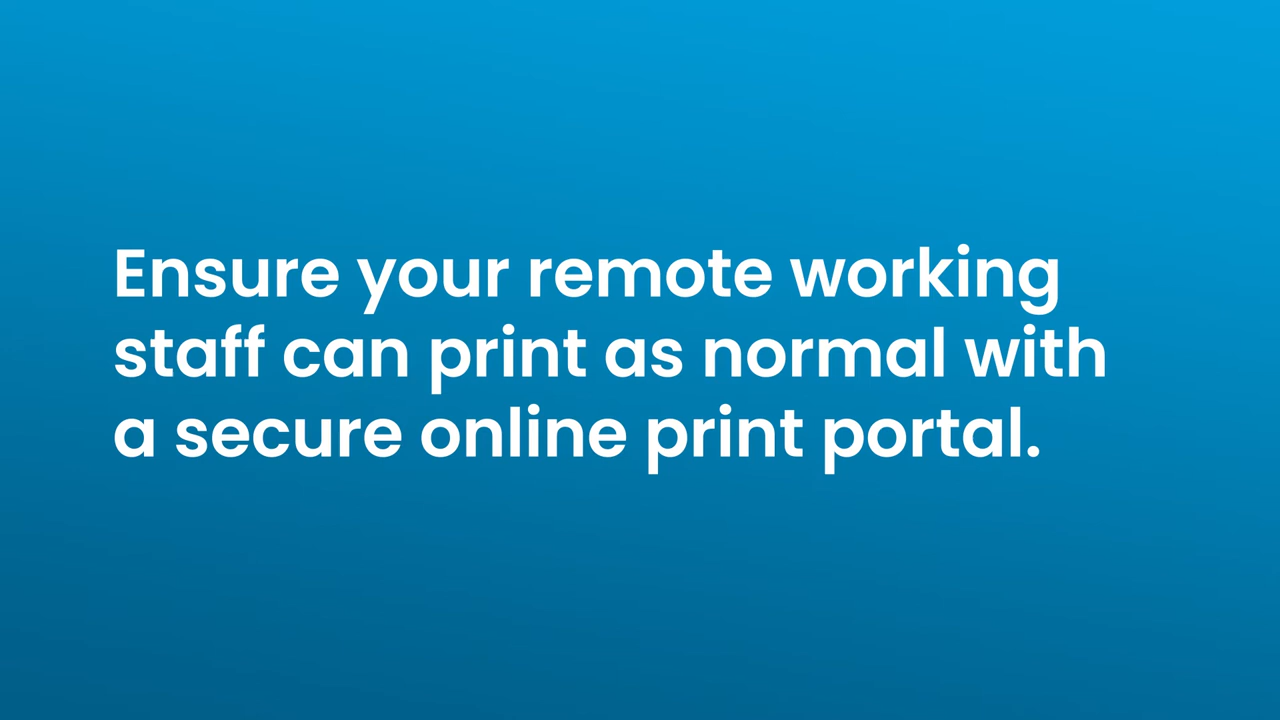 Ensure your remote working
staff can print as normal with
a secure online print portal.